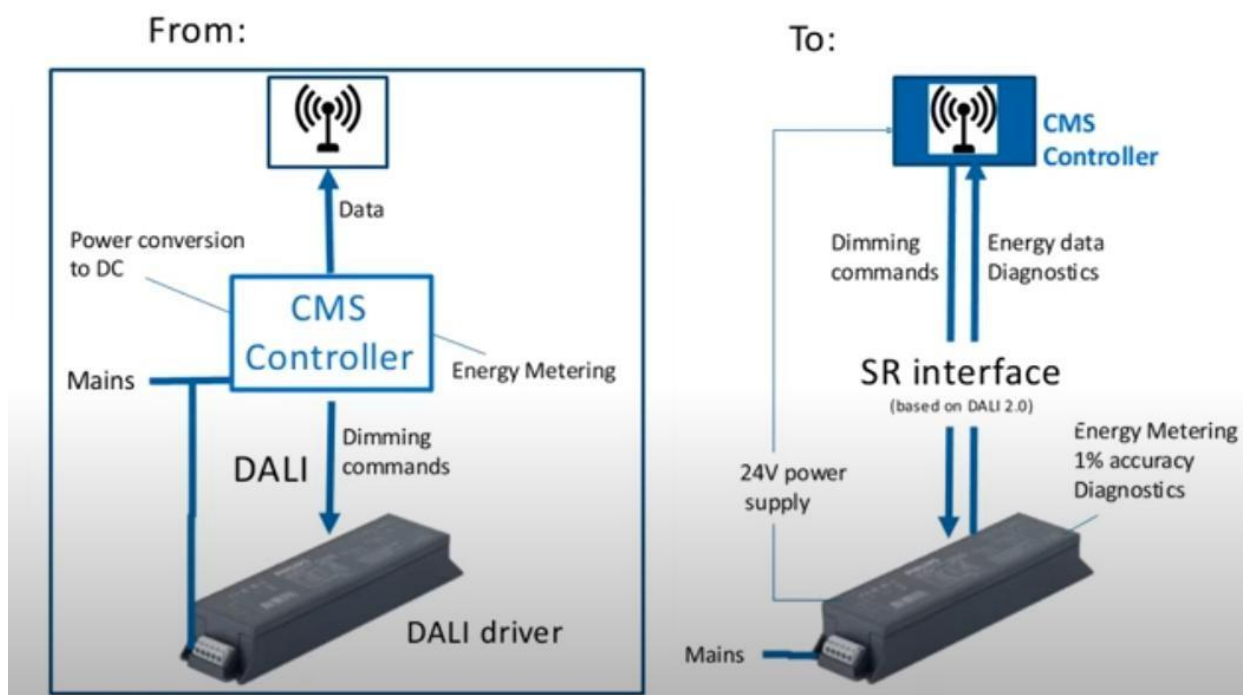 From:
Data
Power conversion
to DC
CMS
Controller
Mains
Energy Metering
DALI
Dimming
commands
DALI driver
To:
CMS
Controller
Dimming
commands
Energy data
Diagnostics
SR interface
(based on DALI 2.0)
24V power
supply
Energy Metering
1% accuracy
Diagnostics
Mains